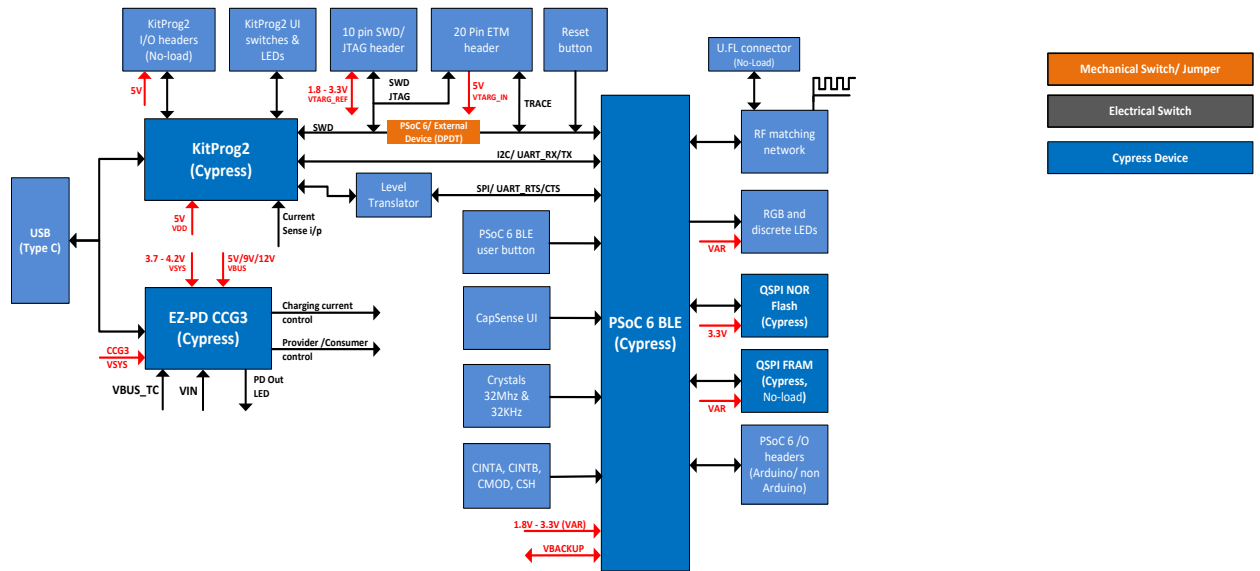 KitProg2
I/O headers
(No-load)
KitProg2 UI
switches &
LEDs
10 pin SWD/
JTAG header
20 Pin ETM
header
Reset
button
U.FL connector
(No-Load)
Mechanical Switch/ Jumper
Electrical Switch
Cypress Device
5V
1.8 - 3.3V
VTARG_REF
SWD
JTAG
5V
VTARG_IN
TRACE
SWD
PSoC 6/ External
Device (DPDT)
RF matching
network
KitProg2
(Cypress)
I2C/ UART_RX/TX
Level
Translator
SPI/ UART_RTS/CTS
USB
(Type C)
5V
VDD
Current
Sense i/p
PSoC 6 BLE
user button
RGB and
discrete LEDs
VAR
3.7 - 4.2V
VSYS
5V/9V/12V
VBUS
EZ-PD CCG3
(Cypress)
Charging current
control
Provider /Consumer
control
CapSense UI
PSoC 6 BLE
(Cypress)
QSPI NOR
Flash
(Cypress)
3.3V
CCG3
VSYS
VBUS_TC
VIN
PD Out
LED
Crystals
32Mhz &
32KHz
QSPI FRAM
(Cypress,
No-load)
VAR
CINTA, CINTB,
CMOD, CSH
PSoC 6 /O
headers
(Arduino/ non
Arduino)
1.8V - 3.3V (VAR)
VBACKUP